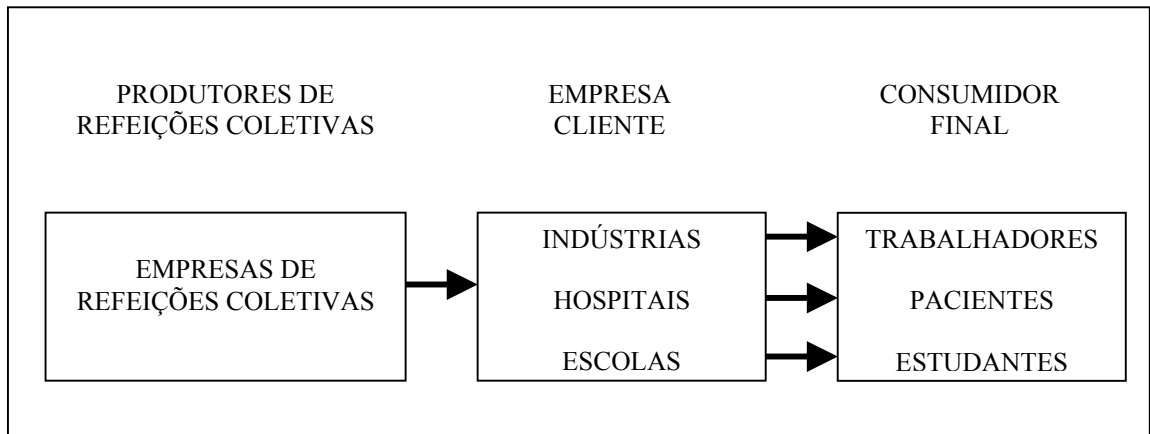 PRODUTORES DE
REFEIÇÕES COLETIVAS
EMPRESA
CLIENTE
CONSUMIDOR
FINAL
EMPRESAS DE
REFEIÇÕES COLETIVAS
INDÚSTRIAS
HOSPITAIS
ESCOLAS
TRABALHADORES
PACIENTES
ESTUDANTES